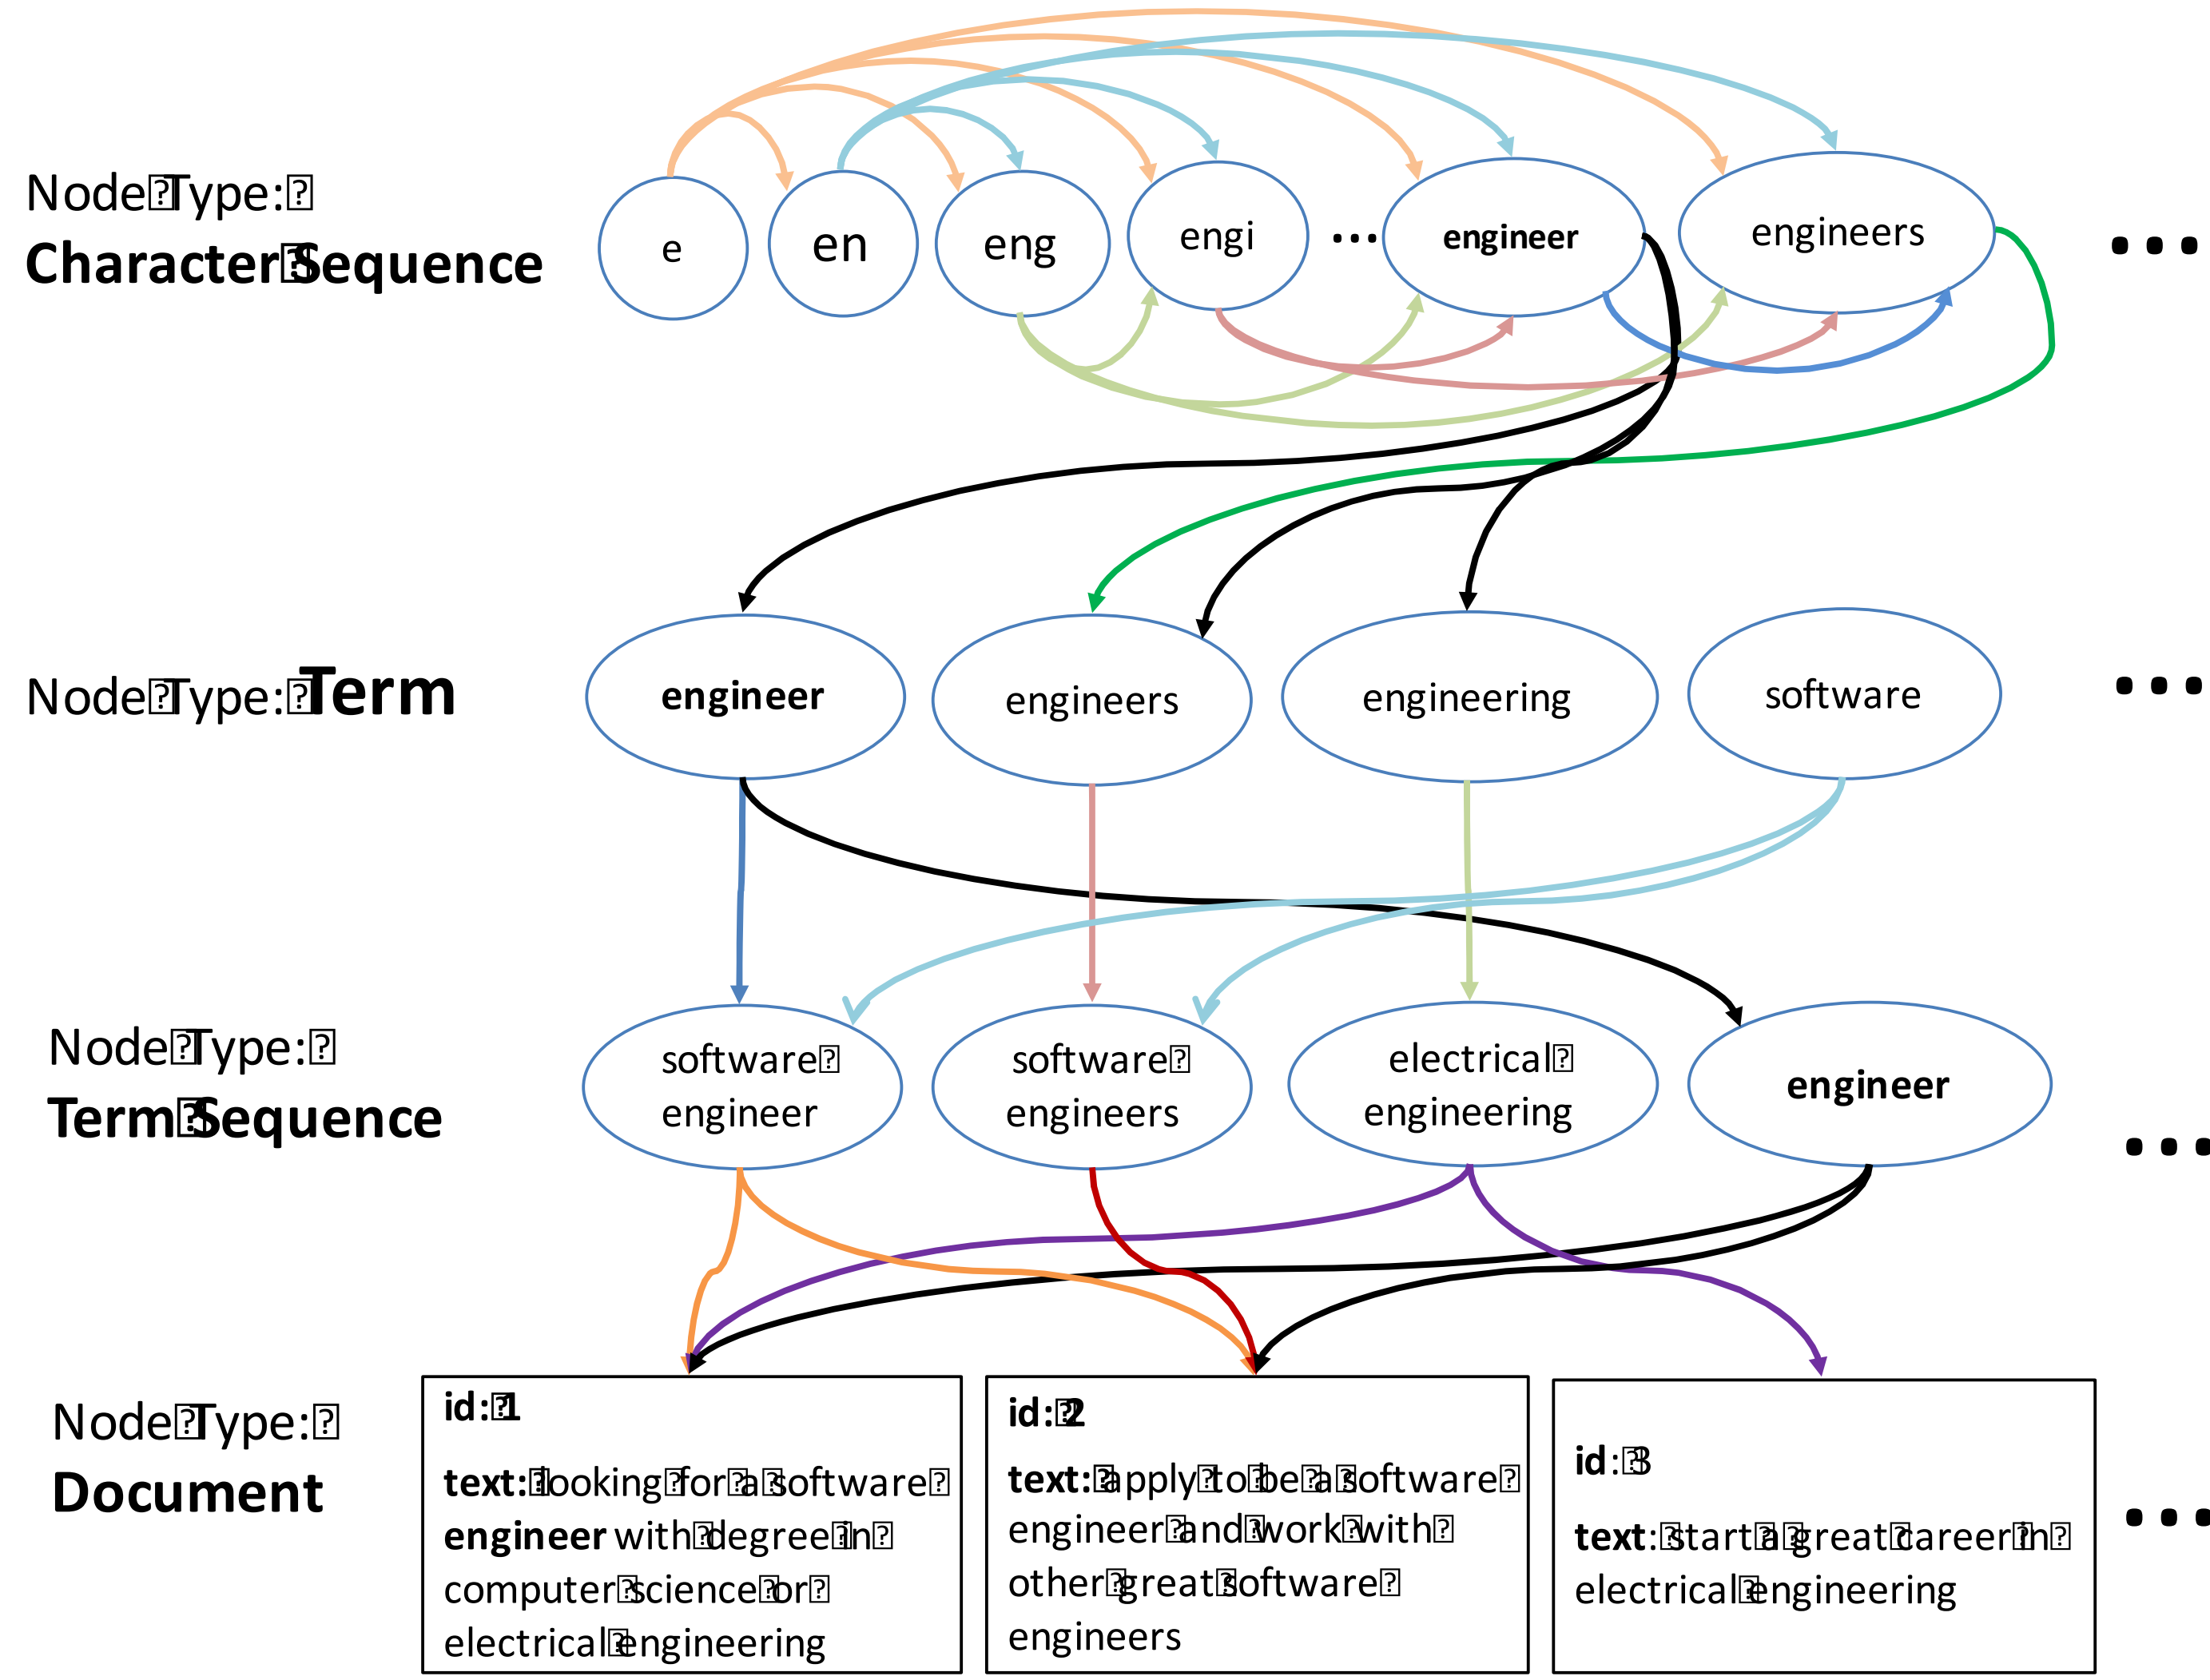 Node Type:
Character Sequence
e
en
eng
engi
...
engineer
engineers
...
Node Type: Term
engineer
engineers
engineering
software
...
Node Type:
Term Sequence
software
engineer
software
engineers
electrical
engineering
engineer
...
Node Type:
Document
id: 1
text: looking for a software
engineer with degree in
computer science or
electrical engineering
id: 2
text: apply to be a software
engineer and work with
other great software
engineers
id: 3
text: start a great career in
electrical engineering
...